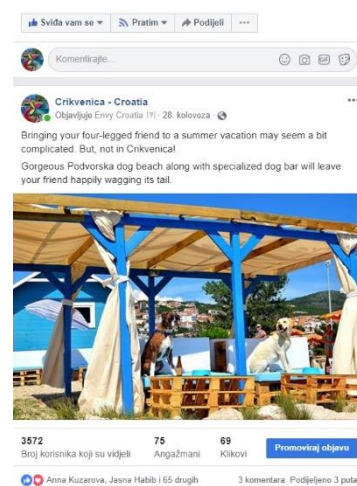 Sviđa vam se Pratim Podijeli
Komentirajte...
Crikvenica - Croatia
Objavljuje Envy Croatia [?] · 28. kolovoza ·
Bringing your four-legged friend to a summer vacation may seem a bit
complicated. But, not in Crikvenica!
Gorgeous Podvorska dog beach along with specialized dog bar will leave
your friend happily wagging its tail.
3572 75 69
Broj korisnika koji su vidjeli Angažmani Klikovi
Promoviraj objavu
Anna Kuzarova, Jasna Habib i 65 drugih 3 komentara Podijeljeno 3 puta